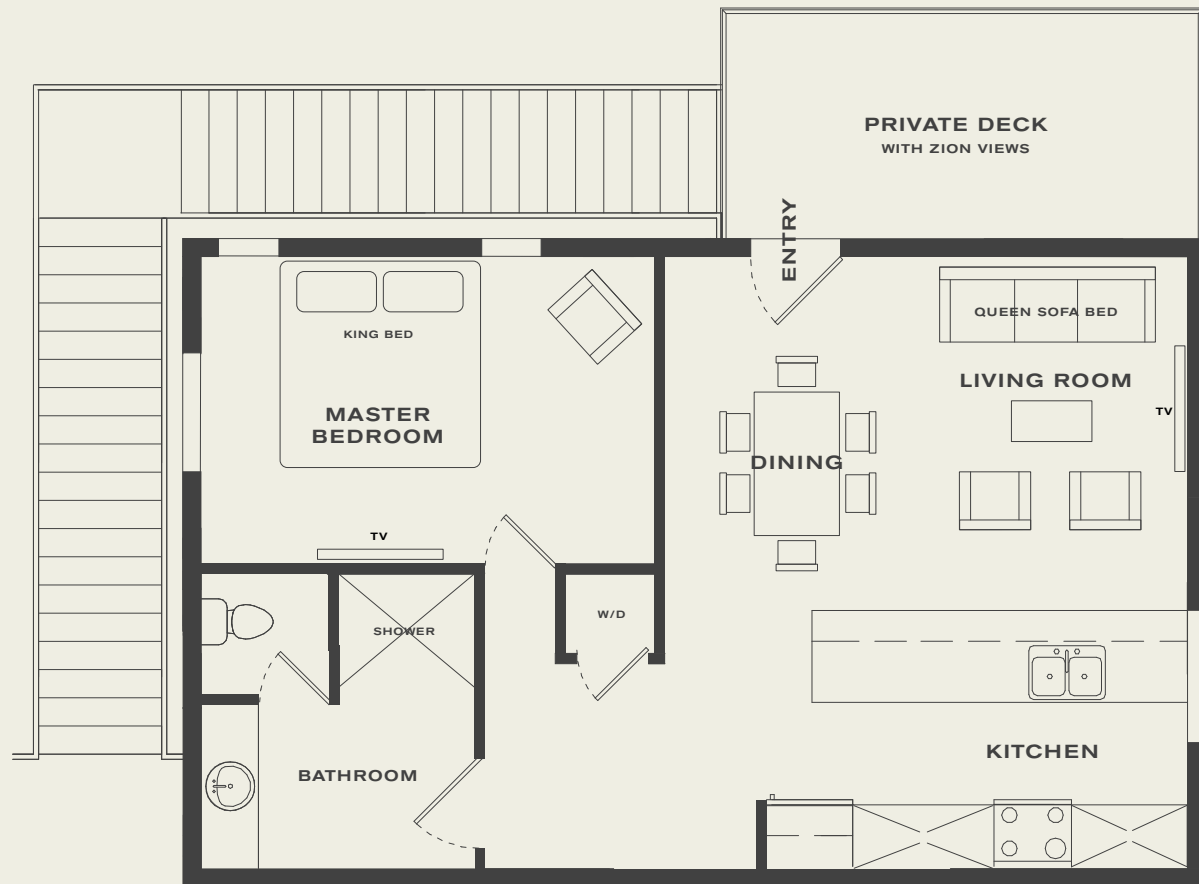 PRIVATE DECK
WITH ZION VIEWS
ENTRY
QUEEN SOFA BED
KING BED
LIVING ROOM
TV
MASTER
BEDROOM
DINING
TV
W/D
SHOWER
KITCHEN
BATHROOM